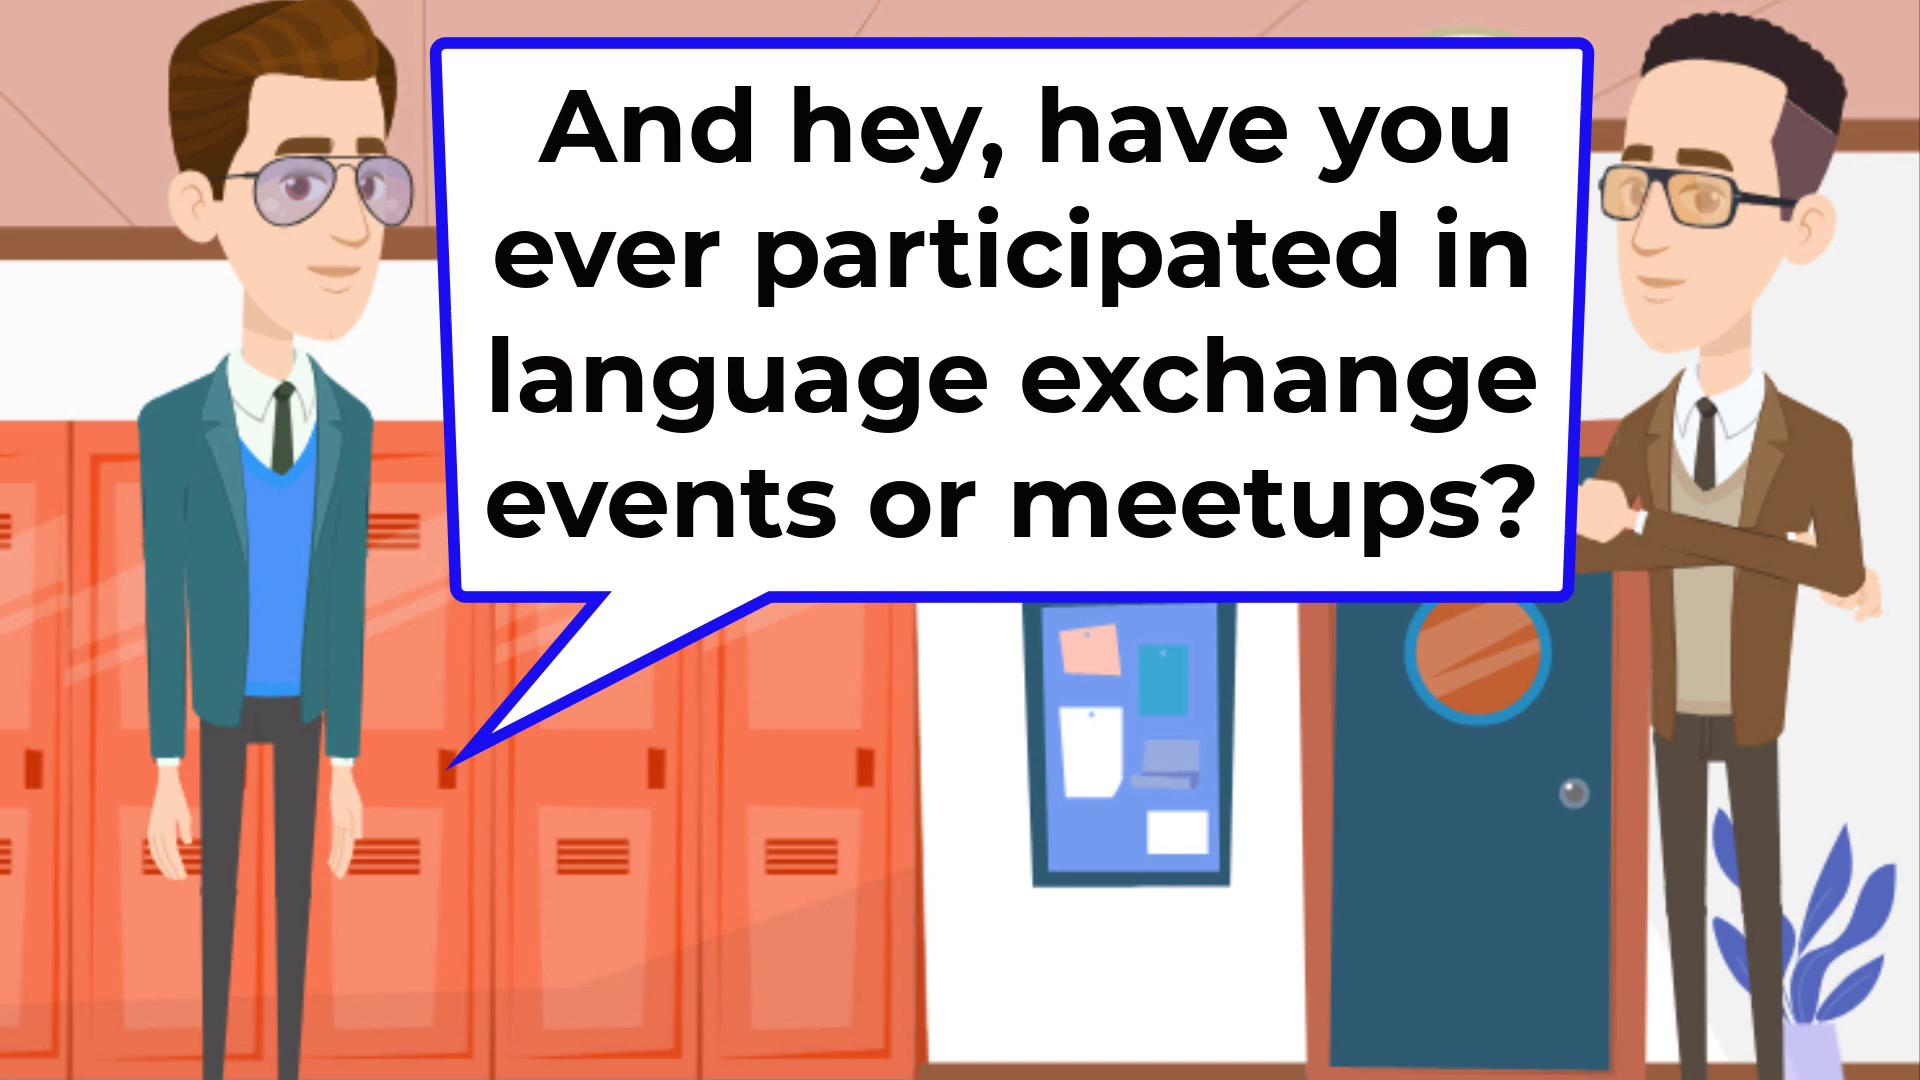 And hey, have you
ever participated in
language exchange
events or meetups?